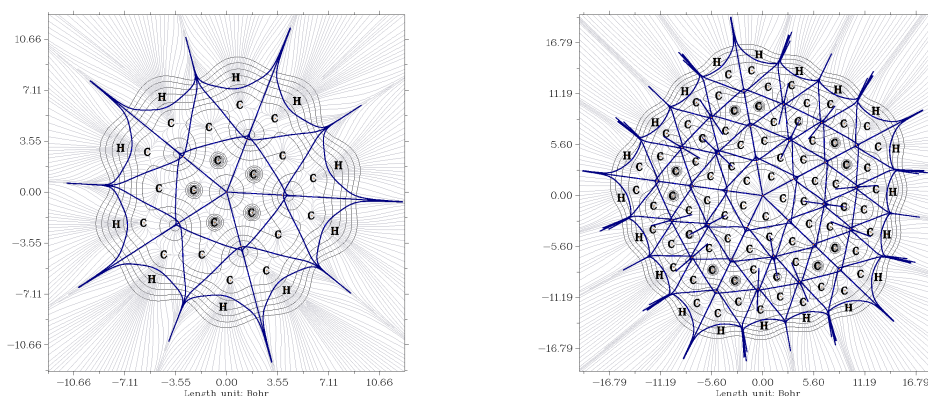 10.66
H
7.11
H C H
C C C
3.55
H C C C H
C C
0.00
C C
C C
H C C C H
−3.55
C C
C
H C H
−7.11
H
−10.66
−10.66 −7.11 −3.55 0.00 3.55 7.11 10.66
Length unit: Bohr
16.79
H
H C C H
C C C C
11.19
H C C C C H
C C C C C
5.60
H C C C C C H
C C C C C
0.00
H C C C C C H
C C C C C
H C C C C C H
−5.60
C C C C C
H C C C C H
−11.19
C C C C
H H
H H H
−16.79
−16.79 −11.19 −5.60 0.00 5.60 11.19 16.79
Length unit: Bohr